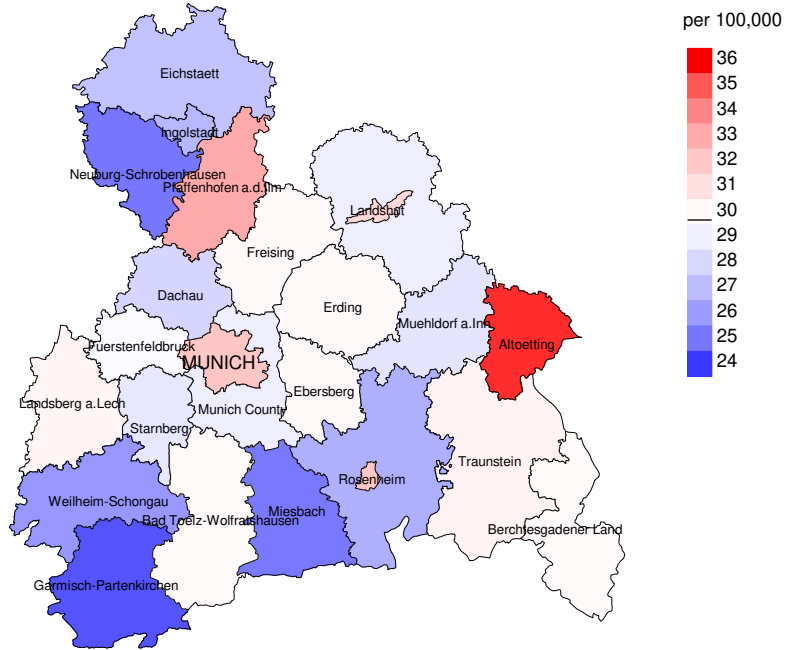 per 100,000
36
35
34
33
32
31
30
29
28
27
26
25
24
Eichstaett
Ingolstadt
Neuburg-Schrobenhausen
Pfaffenhofen a.d.Ilm
Landshut
Freising
Dachau
Erding
Muehldorf a.Inn
Altoetting
Fuerstenfeldbruck
MUNICH
Ebersberg
Landsberg a.Lech
Munich County
Starnberg
Traunstein
Rosenheim
Weilheim-Schongau
Miesbach
Bad Toelz-Wolfratshausen
Berchtesgadener Land
Garmisch-Partenkirchen